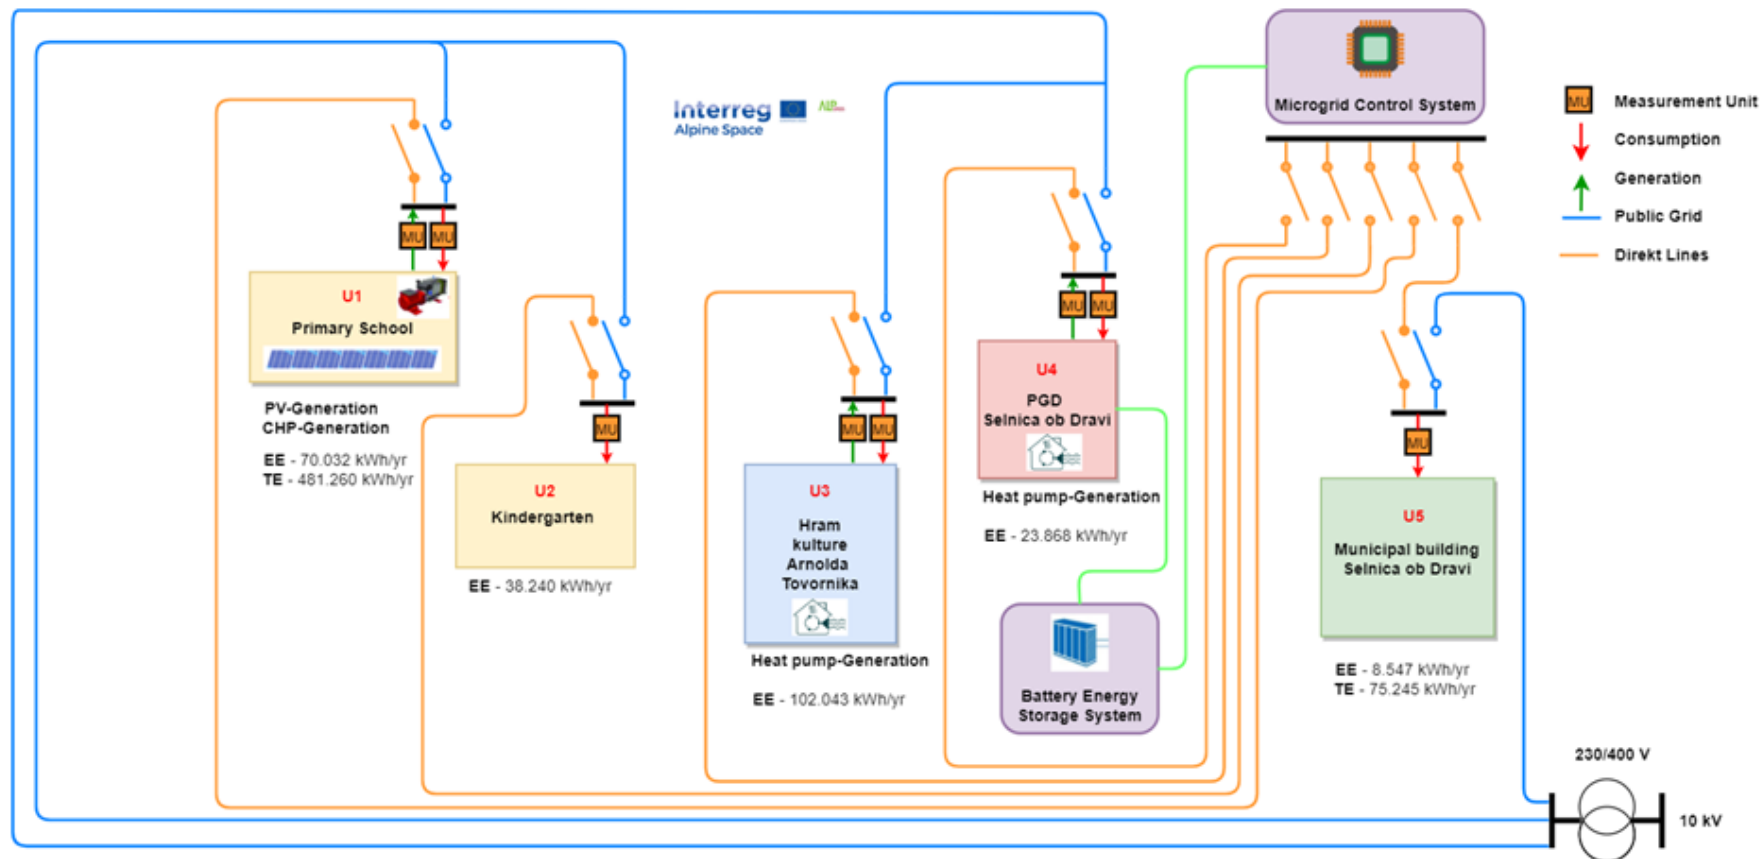 Interreg
Alpine Space
Microgrid Control System
MU Measurement Unit
Consumption
Generation
Public Grid
Direkt Lines
MU MU
U1
Primary School
PV-Generation
CHP-Generation
EE - 70.032 kWh/yr
TE - 481.260 kWh/yr
MU
U2
Kindergarten
EE - 38.240 kWh/yr
MU MU
U3
Hram
kulture
Arnolda
Tovornika
Heat pump-Generation
EE - 102.043 kWh/yr
MU MU
U4
PGD
Selnica ob Dravi
Heat pump-Generation
EE - 23.868 kWh/yr
Battery Energy
Storage System
MU
U5
Municipal building
Selnica ob Dravi
EE - 8.547 kWh/yr
TE - 75.245 kWh/yr
230/400 V
10 kV